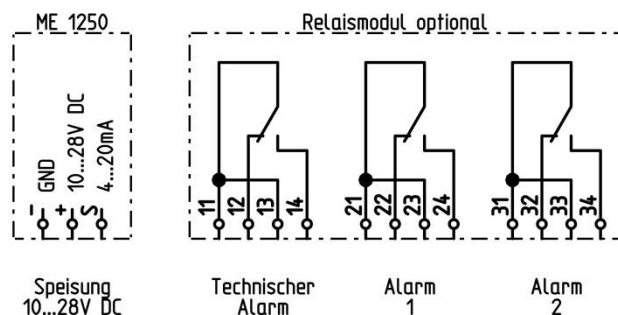 ME 1250
Relaismodul optional
GND
10...28V DC
4...20mA
- + S
11 12 13 14
21 22 23 24
31 32 33 34
Speisung
10...28V DC
Technischer
Alarm
Alarm
1
Alarm
2